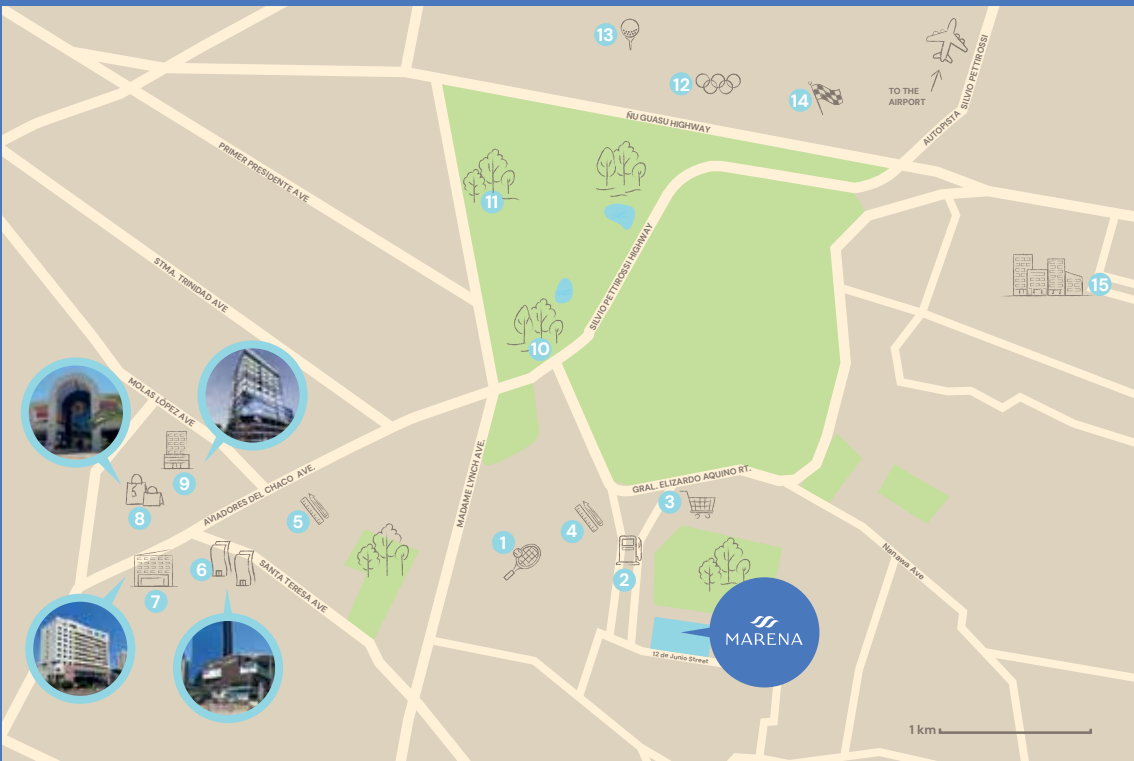 13
12
14
TO THE
AIRPORT
AUTOPISTA SILVIO PETTIROSSI
ÑU GUASU HIGHWAY
PRIMER PRESIDENTE AVE
11
STMA. TRINIDAD AVE
SILVIO PETTIROSSI HIGHWAY
15
10
MOLAS LÓPEZ AVE
9
8
AVIADORES DEL CHACO AVE.
MADAME LYNCH AVE.
GRAL. ELIZARDO AQUINO RT.
5
3
4
1
2
6
7
SANTA TERESA AVE
Nanawa Ave
MARENA
12 de Junio Street
1 km